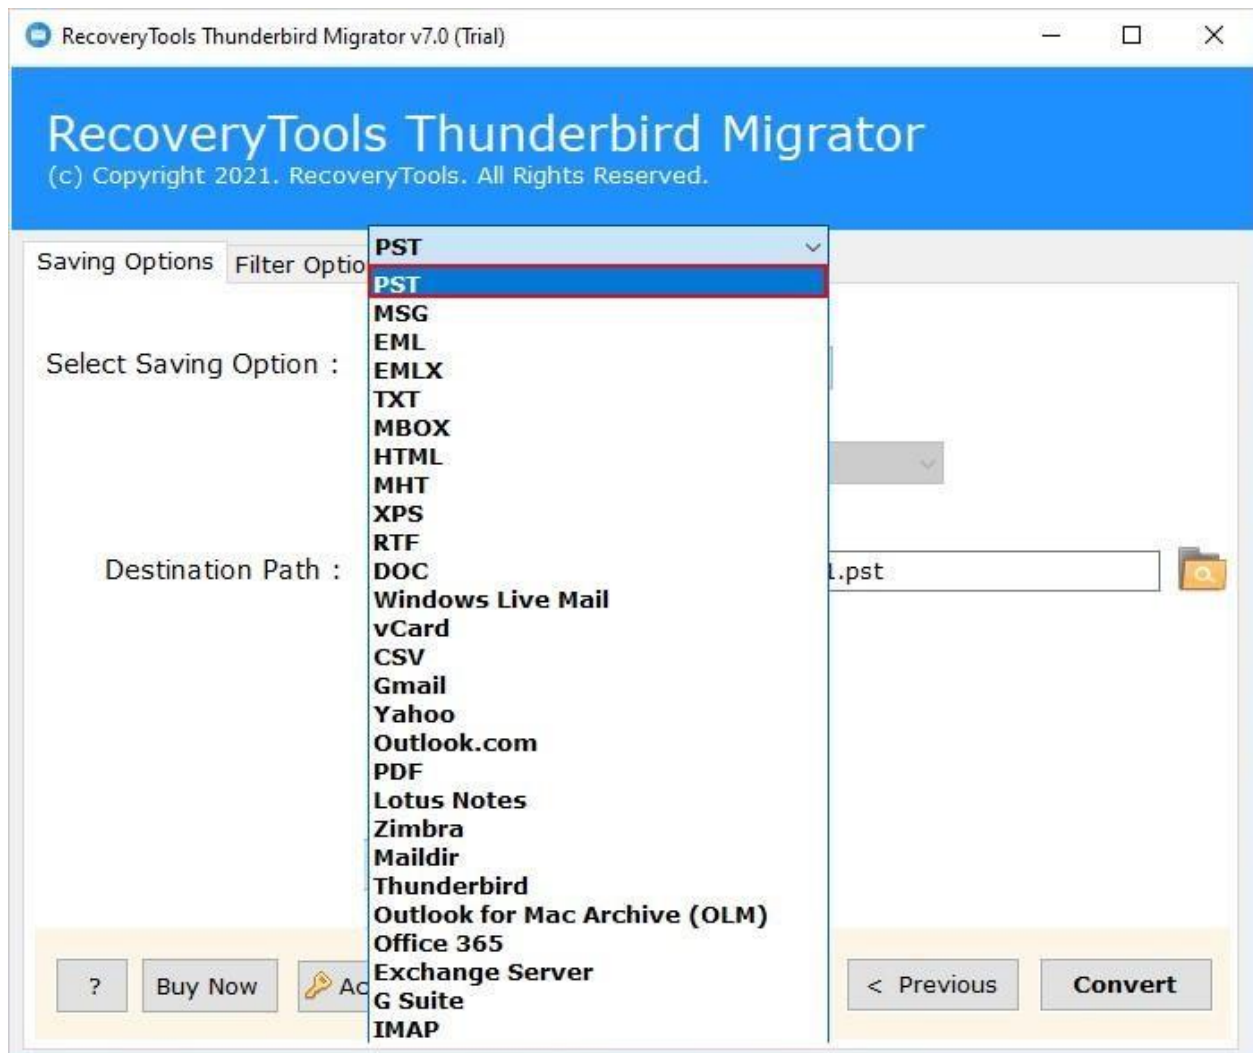 RecoveryTools Thunderbird Migrator v7.0 (Trial)
RecoveryTools Thunderbird Migrator
(c) Copyright 2021. RecoveryTools. All Rights Reserved.
Saving Options
Filter Optio
PST
PST
MSG
EML
EMLX
TXT
MBOX
HTML
MHT
XPS
RTF
DOC
Windows Live Mail
vCard
CSV
Gmail
Yahoo
Outlook.com
PDF
Lotus Notes
Zimbra
Maildir
Thunderbird
Outlook for Mac Archive (OLM)
Office 365
Exchange Server
G Suite
IMAP
Select Saving Option :
Destination Path :
.pst
?
Buy Now
Ac
< Previous
Convert